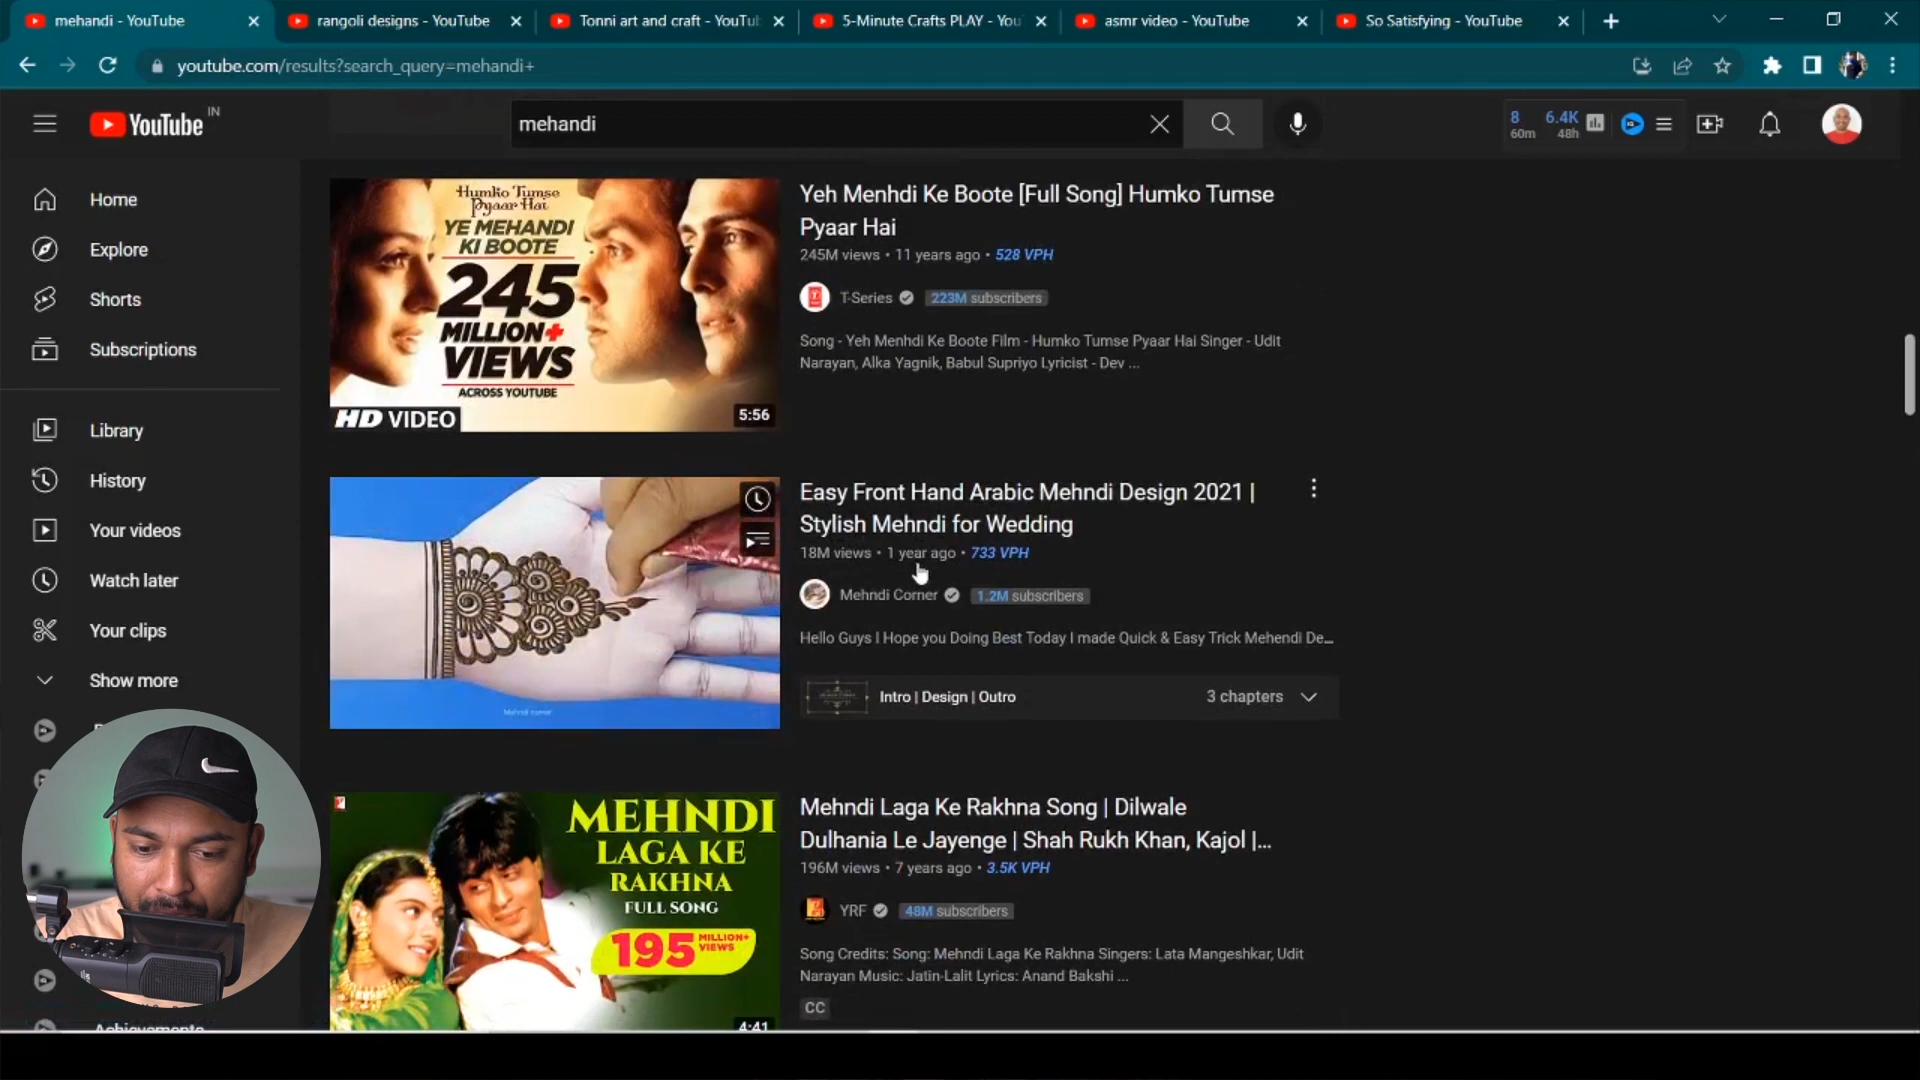 mehandi - YouTube
rangoli designs - YouTube
Tonni art and craft - YouTu
5-Minute Crafts PLAY - You
asmr video - YouTube
So Satisfying - YouTube
youtube.com/results?search_query=mehandi+
YouTube IN
mehandi
8
60m
6.4K
48h
Home
Explore
Shorts
Subscriptions
Library
History
Your videos
Watch later
Your clips
Show more
Achievements
Humko Tumse
Pyaar Hai
YE MEHANDI
KI BOOTE
245
MILLION+
VIEWS
ACROSS YOUTUBE
HD VIDEO
5:56
Yeh Menhdi Ke Boote [Full Song] Humko Tumse
Pyaar Hai
245M views • 11 years ago • 528 VPH
T-Series
223M subscribers
Song - Yeh Menhdi Ke Boote Film - Humko Tumse Pyaar Hai Singer - Udit
Narayan, Alka Yagnik, Babul Supriyo Lyricist - Dev ...
Mehndi corner
Easy Front Hand Arabic Mehndi Design 2021 |
Stylish Mehndi for Wedding
18M views • 1 year ago • 733 VPH
Mehndi Corner
1.2M subscribers
Hello Guys I Hope you Doing Best Today I made Quick & Easy Trick Mehendi De...
Intro | Design | Outro
3 chapters
MEHNDI
LAGA KE
RAKHNA
FULL SONG
195 MILLION+
VIEWS
4:41
Mehndi Laga Ke Rakhna Song | Dilwale
Dulhania Le Jayenge | Shah Rukh Khan, Kajol |...
196M views • 7 years ago • 3.5K VPH
YRF
48M subscribers
Song Credits: Song: Mehndi Laga Ke Rakhna Singers: Lata Mangeshkar, Udit
Narayan Music: Jatin-Lalit Lyrics: Anand Bakshi ...
CC